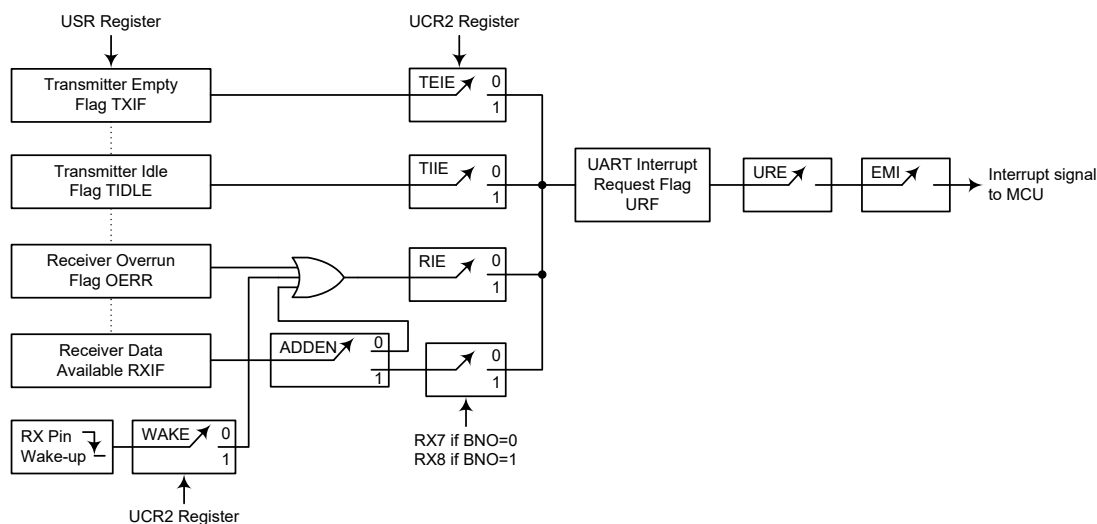 USR Register
UCR2 Register
Transmitter Empty
Flag TXIF
TEIE
0
1
Transmitter Idle
Flag TIDLE
TIIE
0
1
UART Interrupt
Request Flag
URF
URE
EMI
Interrupt signal
to MCU
Receiver Overrun
Flag OERR
RIE
0
1
Receiver Data
Available RXIF
ADDEN
0
1
0
1
RX7 if BNO=0
RX8 if BNO=1
RX Pin
Wake-up
WAKE
0
1
UCR2 Register